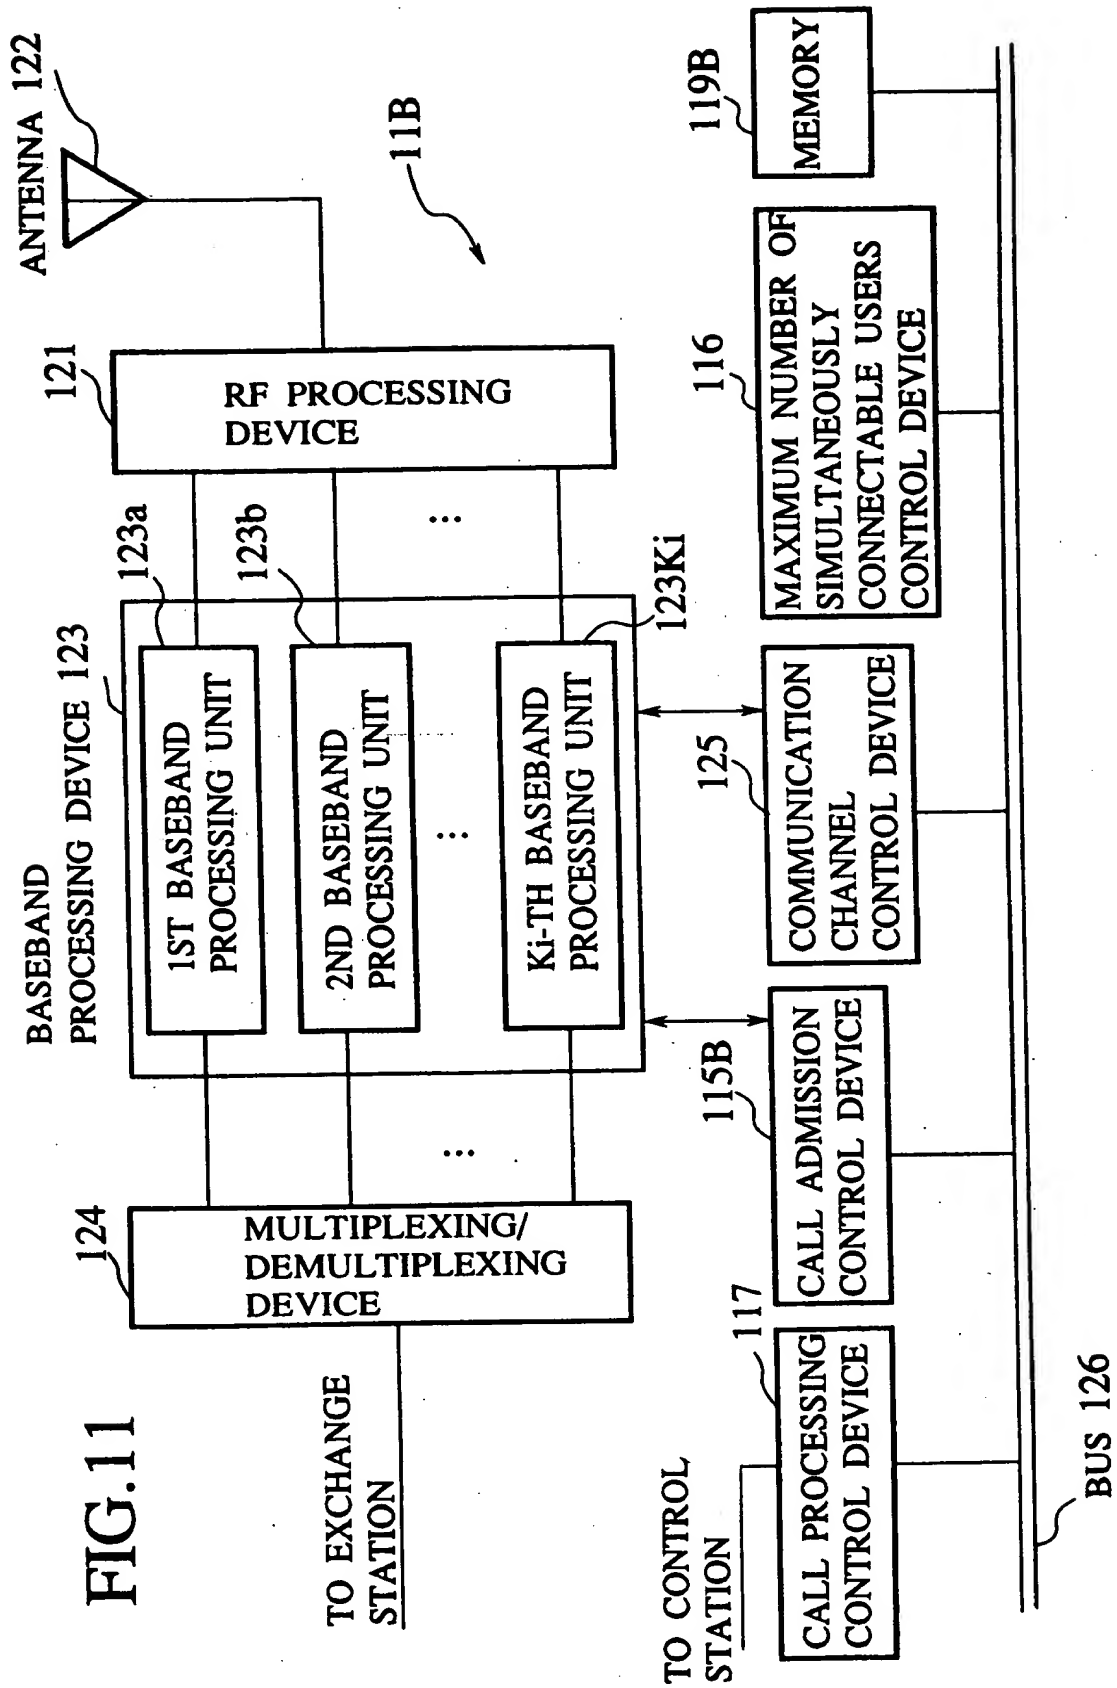 FIG.11
ANTENNA 122
11B
121
RF PROCESSING
DEVICE
BASEBAND
PROCESSING DEVICE 123
123a
1ST BASEBAND
PROCESSING UNIT
123b
2ND BASEBAND
PROCESSING UNIT
...
...
...
123Ki
Ki-TH BASEBAND
PROCESSING UNIT
124
MULTIPLEXING/
DEMULTIPLEXING
DEVICE
TO EXCHANGE
STATION
TO CONTROL
STATION
117
CALL PROCESSING
CONTROL DEVICE
115B
CALL ADMISSION
CONTROL DEVICE
125
COMMUNICATION
CHANNEL
CONTROL DEVICE
116
MAXIMUM NUMBER OF
SIMULTANEOUSLY
CONNECTABLE USERS
CONTROL DEVICE
119B
MEMORY
BUS 126